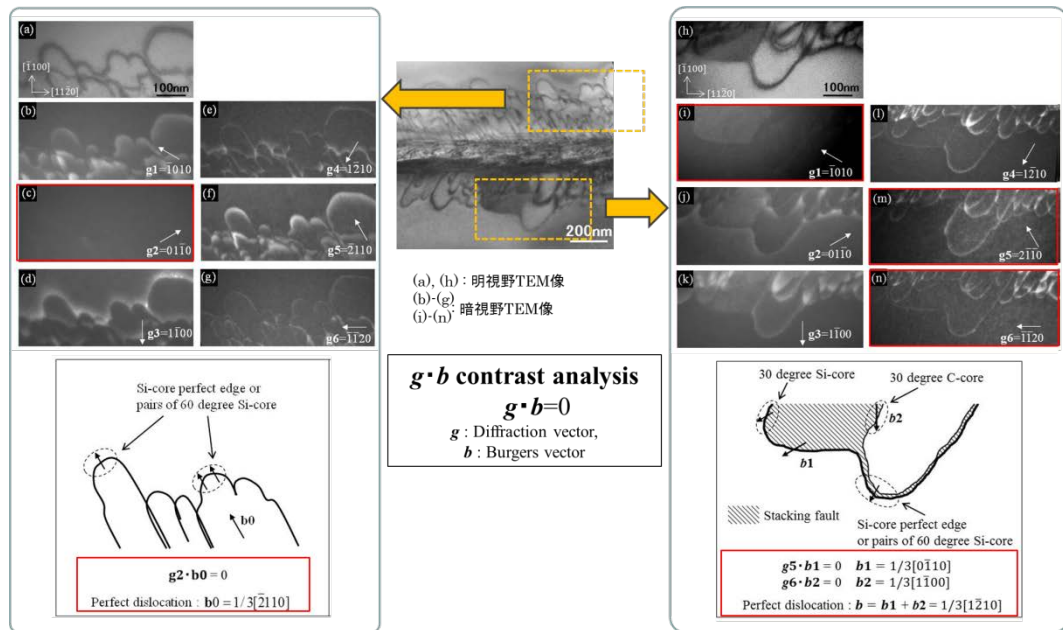 (a)
[1̄100]
[112̄0]
100nm
(b)
g1=1̄010
(e)
g4=12̄10
(c)
g2=011̄0
(f)
g5=2̄110
(d)
g3=11̄00
(g)
g6=1̄1̄20
Si-core perfect edge or
pairs of 60 degree Si-core
b0
g2·b0 = 0
Perfect dislocation : b0 = 1/3[2̄110]
200nm
(a), (h) : 明視野TEM像
(b)-(g)
(i)-(n) : 暗視野TEM像
g·b contrast analysis
g·b=0
g : Diffraction vector,
b : Burgers vector
(h)
[1̄100]
[112̄0]
100nm
(i)
g1=1̄010
(l)
g4=12̄10
(j)
g2=011̄0
(m)
g5=21̄1̄0
(k)
g3=11̄00
(n)
g6=1̄1̄20
30 degree Si-core
30 degree C-core
b2
b1
Stacking fault
Si-core perfect edge
or pairs of 60 degree Si-core
g5·b1 = 0 b1 = 1/3[01̄10]
g6·b2 = 0 b2 = 1/3[11̄00]
Perfect dislocation : b = b1 + b2 = 1/3[12̄10]